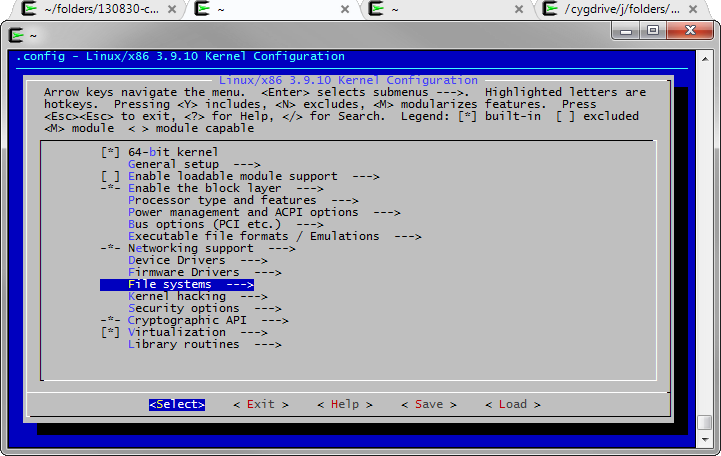 ~/folders/130830-c...
~
~
/cygdrive/j/folders/...
~
.config - Linux/x86 3.9.10 Kernel Configuration
Linux/x86 3.9.10 Kernel Configuration
Arrow keys navigate the menu.  <Enter> selects submenus --->.  Highlighted letters are
hotkeys.  Pressing <Y> includes, <N> excludes, <M> modularizes features.  Press
<Esc><Esc> to exit, <?> for Help, </> for Search.  Legend: [*] built-in  [ ] excluded
<M> module  < > module capable
[*] 64-bit kernel
General setup  --->
[ ] Enable loadable module support  --->
-*- Enable the block layer  --->
Processor type and features  --->
Power management and ACPI options  --->
Bus options (PCI etc.)  --->
Executable file formats / Emulations  --->
-*- Networking support  --->
Device Drivers  --->
Firmware Drivers  --->
File systems  --->
Kernel hacking  --->
Security options  --->
-*- Cryptographic API  --->
[*] Virtualization  --->
Library routines  --->
<Select>    < Exit >    < Help >    < Save >    < Load >